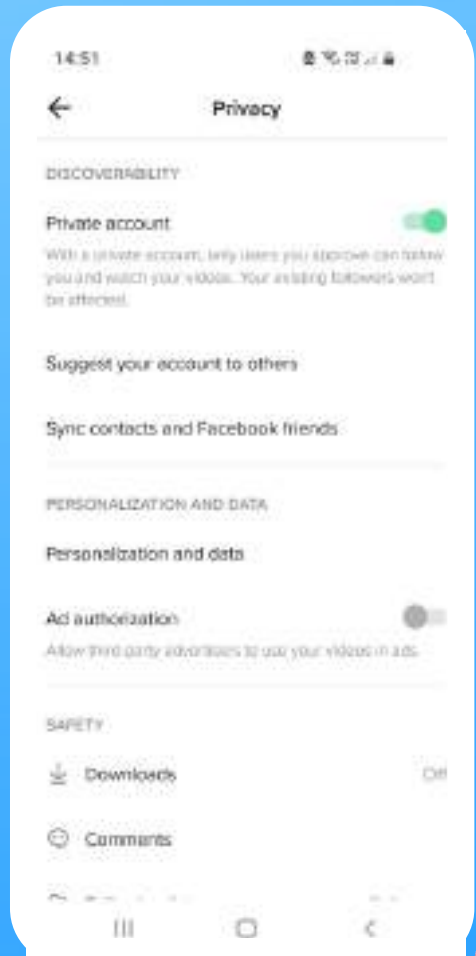 14:51
Privacy
DISCOVERABILITY
Private account
With a private account, only users you approve can follow
you and watch your videos. Your existing followers won't
be affected.
Suggest your account to others
Sync contacts and Facebook friends
PERSONALIZATION AND DATA
Personalization and data
Ad authorization
Allow third-party advertisers to use your videos in ads.
SAFETY
Downloads
Off
Comments